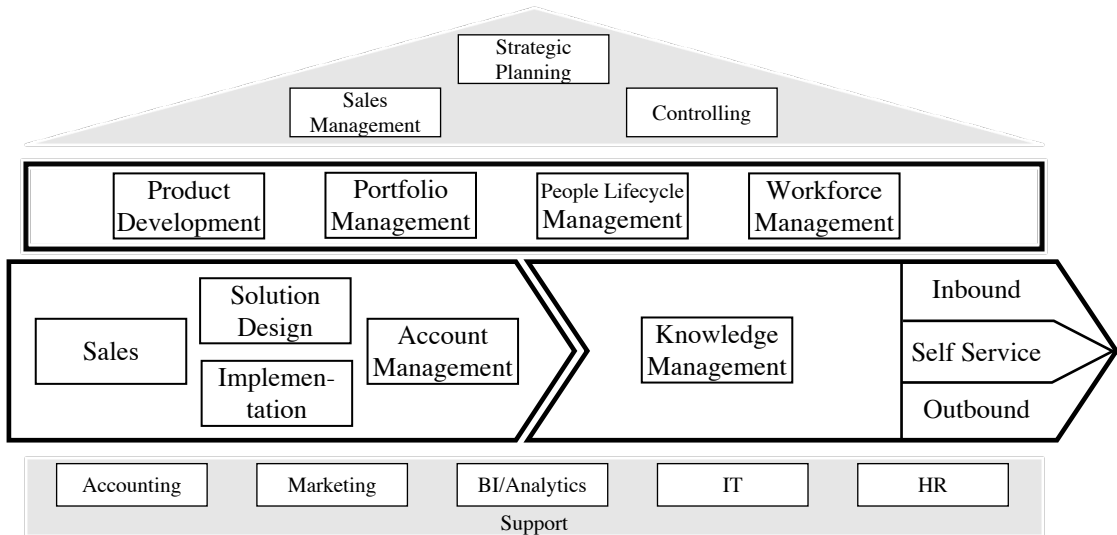 Strategic
Planning
Sales
Management
Controlling
Product
Development
Portfolio
Management
People Lifecycle
Management
Workforce
Management
Sales
Solution
Design
Implemen-
tation
Account
Management
Knowledge
Management
Inbound
Self Service
Outbound
Accounting
Marketing
BI/Analytics
IT
HR
Support